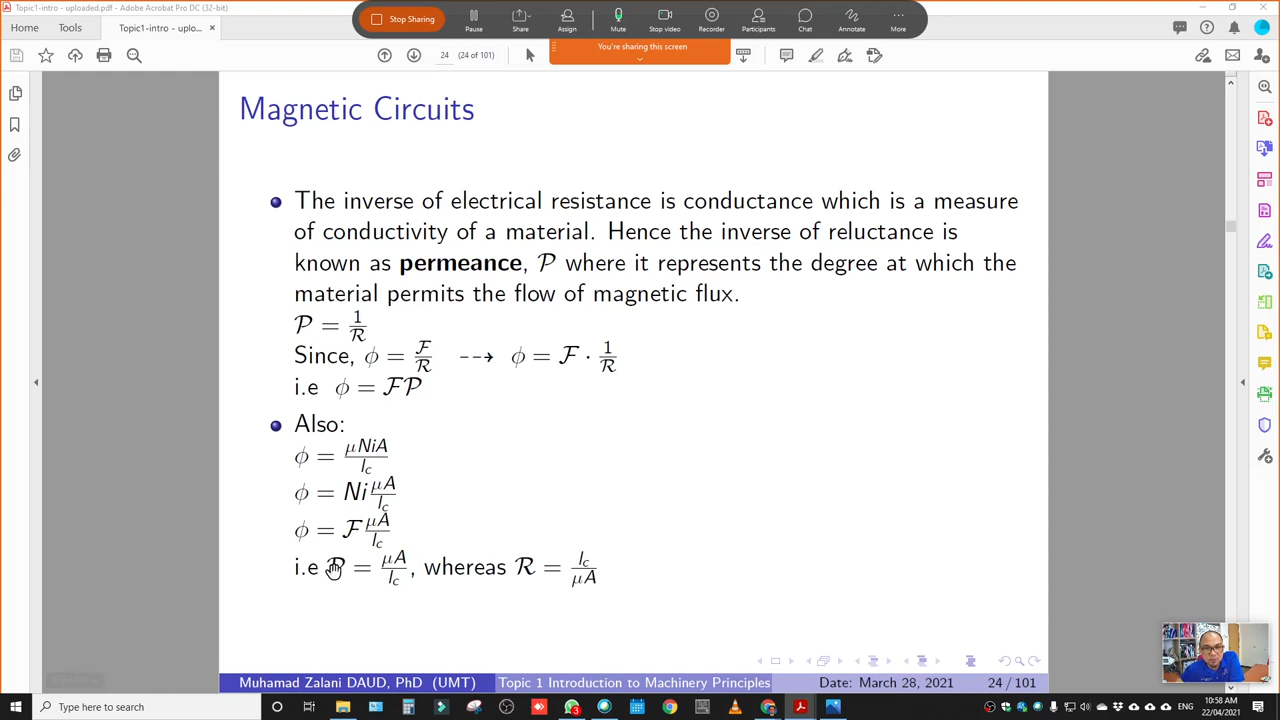 Topic1-intro - uploaded.pdf - Adobe Acrobat Pro DC (32-bit)
Stop Sharing
Pause
Share
Assign
Mute
Stop video
Recorder
Participants
Chat
Annotate
More
Home
Tools
Topic1-intro - uplo...
You're sharing this screen
24
(24 of 101)
Magnetic Circuits
The inverse of electrical resistance is conductance which is a measure
of conductivity of a material. Hence the inverse of reluctance is
known as permeance, 𝒫 where it represents the degree at which the
material permits the flow of magnetic flux.
𝒫 = 1/ℛ
Since, ϕ = ℱ/ℛ --→ ϕ = ℱ · 1/ℛ
i.e ϕ = ℱ𝒫
Also:
ϕ = μNiA/l_c
ϕ = Ni μA/l_c
ϕ = ℱ μA/l_c
i.e 𝒫 = μA/l_c, whereas ℛ = l_c/μA
Muhamad Zalani DAUD, PhD (UMT)
Topic 1 Introduction to Machinery Principles
Date: March 28, 2021
24 / 101
Type here to search
10:58 AM
22/04/2021